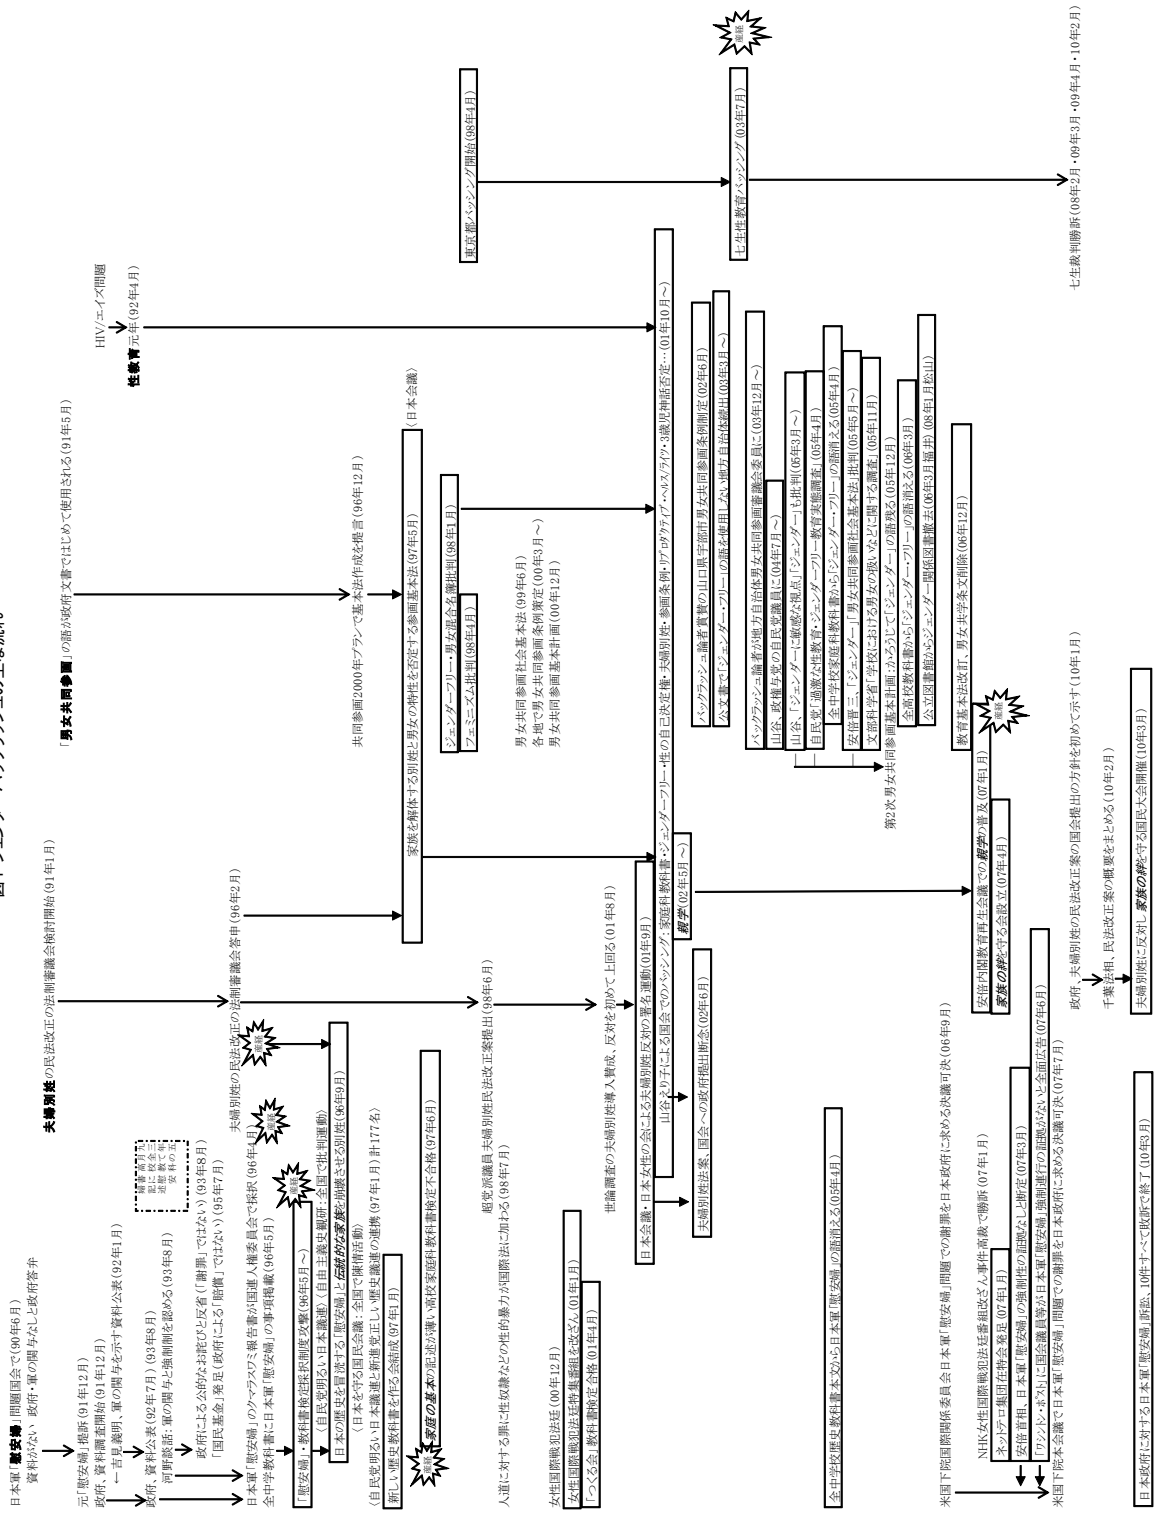 日本軍「慰安婦」問題国会で(90年6月)
資料がない 政府・軍の関与なしと政府答弁
夫婦別姓の民法改正の法制審議会検討開始(91年1月)
「男女共同参画」の語が政府文書ではじめて使用される(91年5月)
元「慰安婦」提訴(91年12月)
政府、資料調査開始(91年12月)
HIV/エイズ問題
←吉見義明、軍の関与を示す資料公表(92年1月)
性教育元年(92年4月)
政府、資料公表(92年7月)(93年8月)
河野談話:軍の関与と強制制を認める(93年8月)
政府による公的なお詫びと反省(「謝罪」ではない)(93年8月)
「国民基金」発足(政府による「賠償」ではない)(95年7月)
夫婦別姓の民法改正の法制審議会答申(96年2月)
日本軍「慰安婦」のクマラスワミ報告書が国連人権委員会で採択(96年4月)
産経
全中学教科書に日本軍「慰安婦」の事項掲載(96年5月)
産経
「慰安婦」・教科書検定採択制度攻撃(96年5月~)
産経
〈自民党明るい日本議連〉〈自由主義史観研:全国で批判運動〉
日本の歴史を冒涜する「慰安婦」と伝統的な家族を崩壊させる別姓(96年9月)
〈日本を守る国民会議:全国で陳情活動〉
共同参画2000年プランで基本法作成を提言(96年12月)
〈自民党明るい日本議連と新進党正しい歴史議連の連携(97年1月)計177名〉
新しい歴史教科書を作る会結成(97年1月)
家族を解体する別姓と男女の特性を否定する参画基本法(97年5月)
〈日本会議〉
産経
家庭の基本の記述が薄い高校家庭科教科書検定不合格(97年6月)
ジェンダーフリー・男女混合名簿批判(98年1月)
フェミニズム批判(98年4月)
東京都バッシング開始(98年4月)
超党派議員夫婦別姓民法改正案提出(98年6月)
人道に対する罪に性奴隷などの性的暴力が国際法に加わる(98年7月)
男女共同参画社会基本法(99年6月)
各地で男女共同参画条例策定(00年3月~)
男女共同参画基本計画(00年12月)
女性国際戦犯法廷(00年12月)
女性国際戦犯法廷特集番組を改ざん(01年1月)
「つくる会」教科書検定合格(01年4月)
世論調査の夫婦別姓導入賛成、反対を初めて上回る(01年8月)
日本会議・日本女性の会による夫婦別姓反対の署名運動(01年9月)
山谷えり子による国会でのバッシング:家庭科教科書・ジェンダーフリー・性の自己決定権・夫婦別姓・参画条例・リプロダクティブ・ヘルス/ライツ・3歳児神話否定…(01年10月~)
親学(02年5月~)
夫婦別姓法案、国会への政府提出断念(02年6月)
バックラッシュ論者賞賛の山口県宇部市男女共同参画条例制定(02年6月)
公文書で「ジェンダー・フリー」の語を使用しない地方自治体続出(03年3月~)
七生性教育バッシング(03年7月)
産経
バックラッシュ論者が地方自治体男女共同参画審議会委員に(03年12月~)
山谷、政権与党の自民党議員に(04年7月~)
山谷、「ジェンダーに敏感な視点」「ジェンダー」も批判(05年3月~)
自民党「過激な性教育・ジェンダーフリー教育実態調査」(05年4月)
全中学校家庭科教科書から「ジェンダー・フリー」の語消える(05年4月)
全中学校歴史教科書本文から日本軍「慰安婦」の語消える(05年4月)
安倍晋三、「ジェンダー」「男女共同参画社会基本法」批判(05年5月~)
文部科学省「学校における男女の扱いなどに関する調査」(05年11月)
第2次男女共同参画基本計画:かろうじて「ジェンダー」の語残る(05年12月)
全高校教科書から「ジェンダー・フリー」の語消える(06年3月)
公立図書館からジェンダー関係図書撤去(06年3月福井)(08年1月松山)
米国下院国際関係委員会日本軍「慰安婦」問題での謝罪を日本政府に求める決議可決(06年9月)
教育基本法改訂、男女共学条文削除(06年12月)
NHK女性国際戦犯法廷番組改ざん事件高裁で勝訴(07年1月)
安倍内閣教育再生会議での親学の普及(07年1月)
産経
ネットテロ集団在特会発足(07年1月)
家族の絆を守る会設立(07年4月)
安倍首相、日本軍「慰安婦」の強制性の証拠なしと断定(07年3月)
「ワシントン・ポスト」に国会議員等が日本軍「慰安婦」強制連行の証拠がないと全面広告(07年6月)
米国下院本会議で日本軍「慰安婦」問題での謝罪を日本政府に求める決議可決(07年7月)
七生裁判勝訴(08年2月・09年3月・09年4月・10年2月)
政府、夫婦別姓の民法改正案の国会提出の方針を初めて示す(10年1月)
千葉法相、民法改正案の概要をまとめる(10年2月)
夫婦別姓に反対し家族の絆を守る国民大会開催(10年3月)
日本政府に対する日本軍「慰安婦」訴訟、10件すべて敗訴で終了(10年3月)